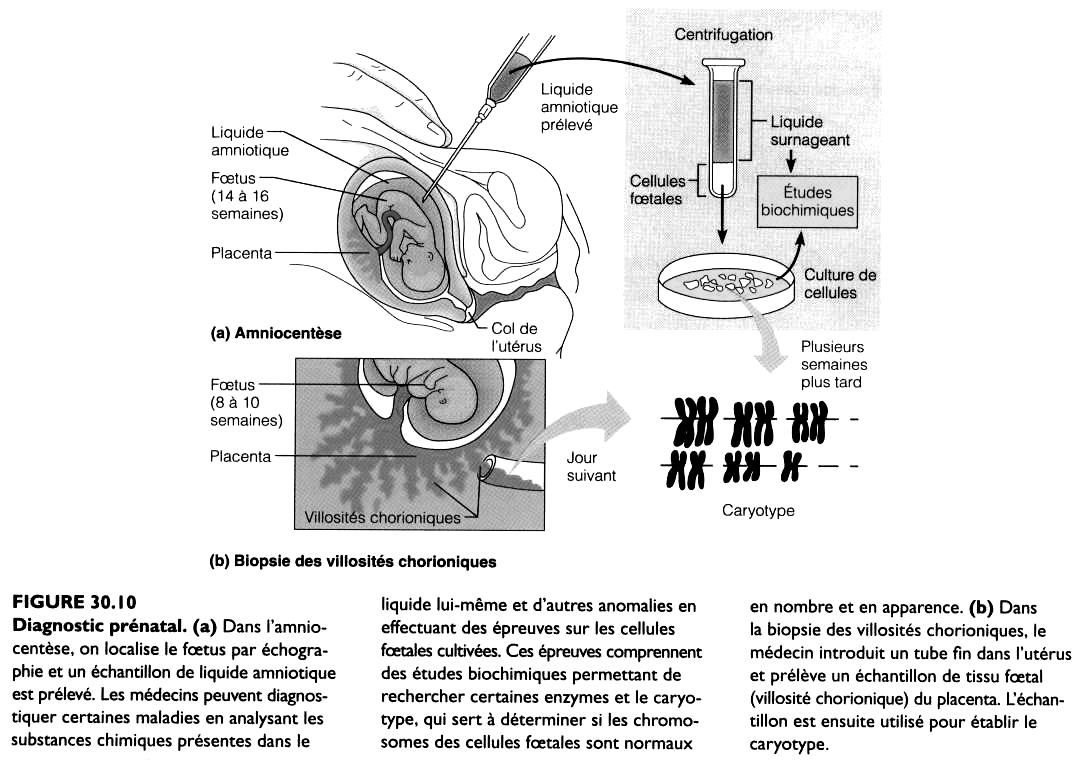 Centrifugation
Liquide
amniotique
prélevé
Liquide
surnageant
Liquide
amniotique
Fœtus
(14 à 16
semaines)
Placenta
Cellules
fœtales
Études
biochimiques
Culture de
cellules
(a) Amniocentèse
Col de
l'utérus
Plusieurs
semaines
plus tard
Fœtus
(8 à 10
semaines)
Placenta
Jour
suivant
Villosités chorioniques
Caryotype
(b) Biopsie des villosités chorioniques
FIGURE 30.10
Diagnostic prénatal. (a) Dans l'amnio-
centèse, on localise le fœtus par échogra-
phie et un échantillon de liquide amniotique
est prélevé. Les médecins peuvent diagnos-
tiquer certaines maladies en analysant les
substances chimiques présentes dans le
liquide lui-même et d'autres anomalies en
effectuant des épreuves sur les cellules
fœtales cultivées. Ces épreuves comprennent
des études biochimiques permettant de
rechercher certaines enzymes et le caryo-
type, qui sert à déterminer si les chromo-
somes des cellules fœtales sont normaux
en nombre et en apparence. (b) Dans
la biopsie des villosités chorioniques, le
médecin introduit un tube fin dans l'utérus
et prélève un échantillon de tissu fœtal
(villosité chorionique) du placenta. L'échan-
tillon est ensuite utilisé pour établir le
caryotype.